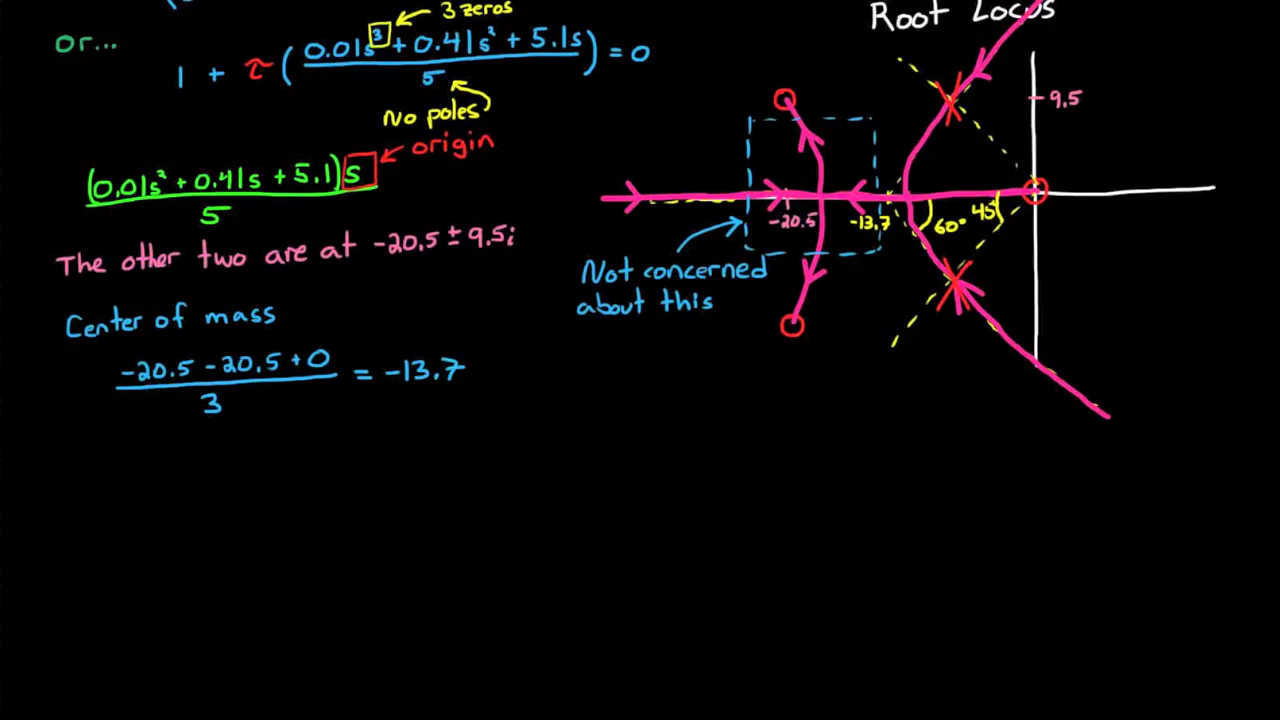 Or...
3 zeros
1 + τ ( 0.01s³ + 0.41s² + 5.1s / 5 ) = 0
No poles
origin
(0.01s² + 0.41s + 5.1)s / 5
The other two are at -20.5 ± 9.5i
Center of mass
-20.5 - 20.5 + 0 / 3 = -13.7
Root Locus
9.5
-20.5
-13.7
60°
45°
Not concerned
about this